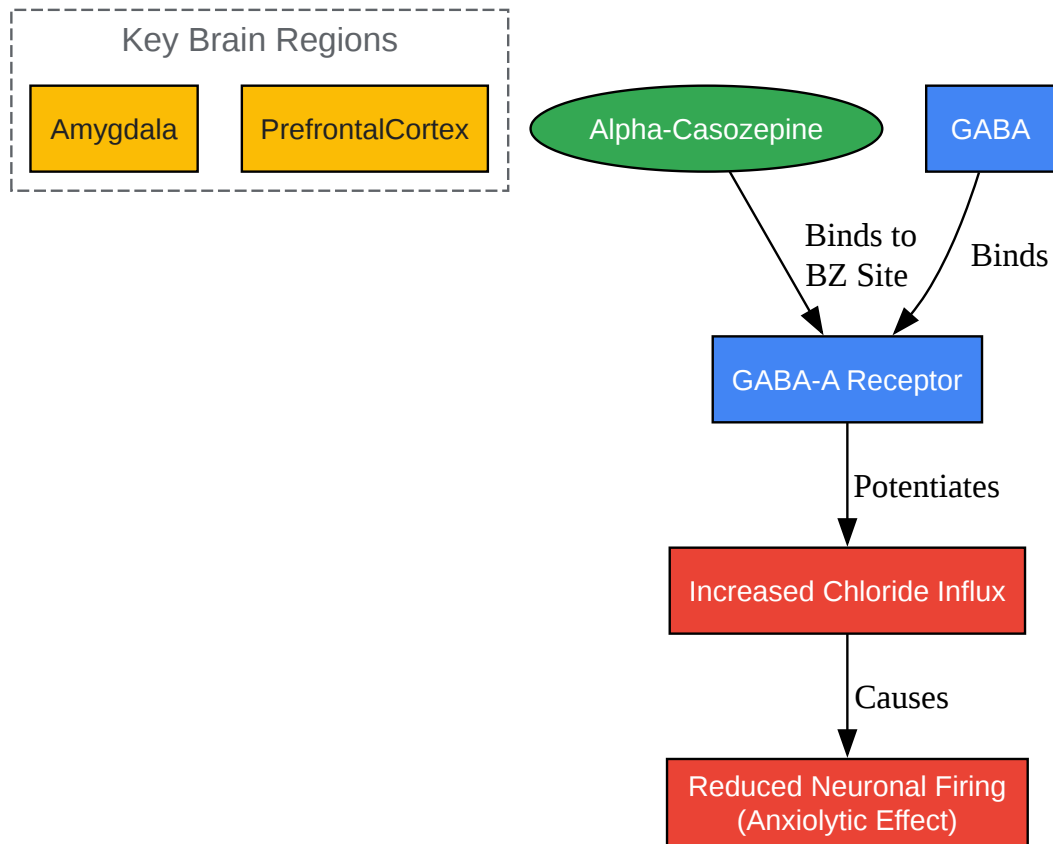 Key Brain Regions
Amygdala
PrefrontalCortex
Alpha-Casozepine
GABA
Binds to
BZ Site
Binds
GABA-A Receptor
Potentiates
Increased Chloride Influx
Causes
Reduced Neuronal Firing
(Anxiolytic Effect)